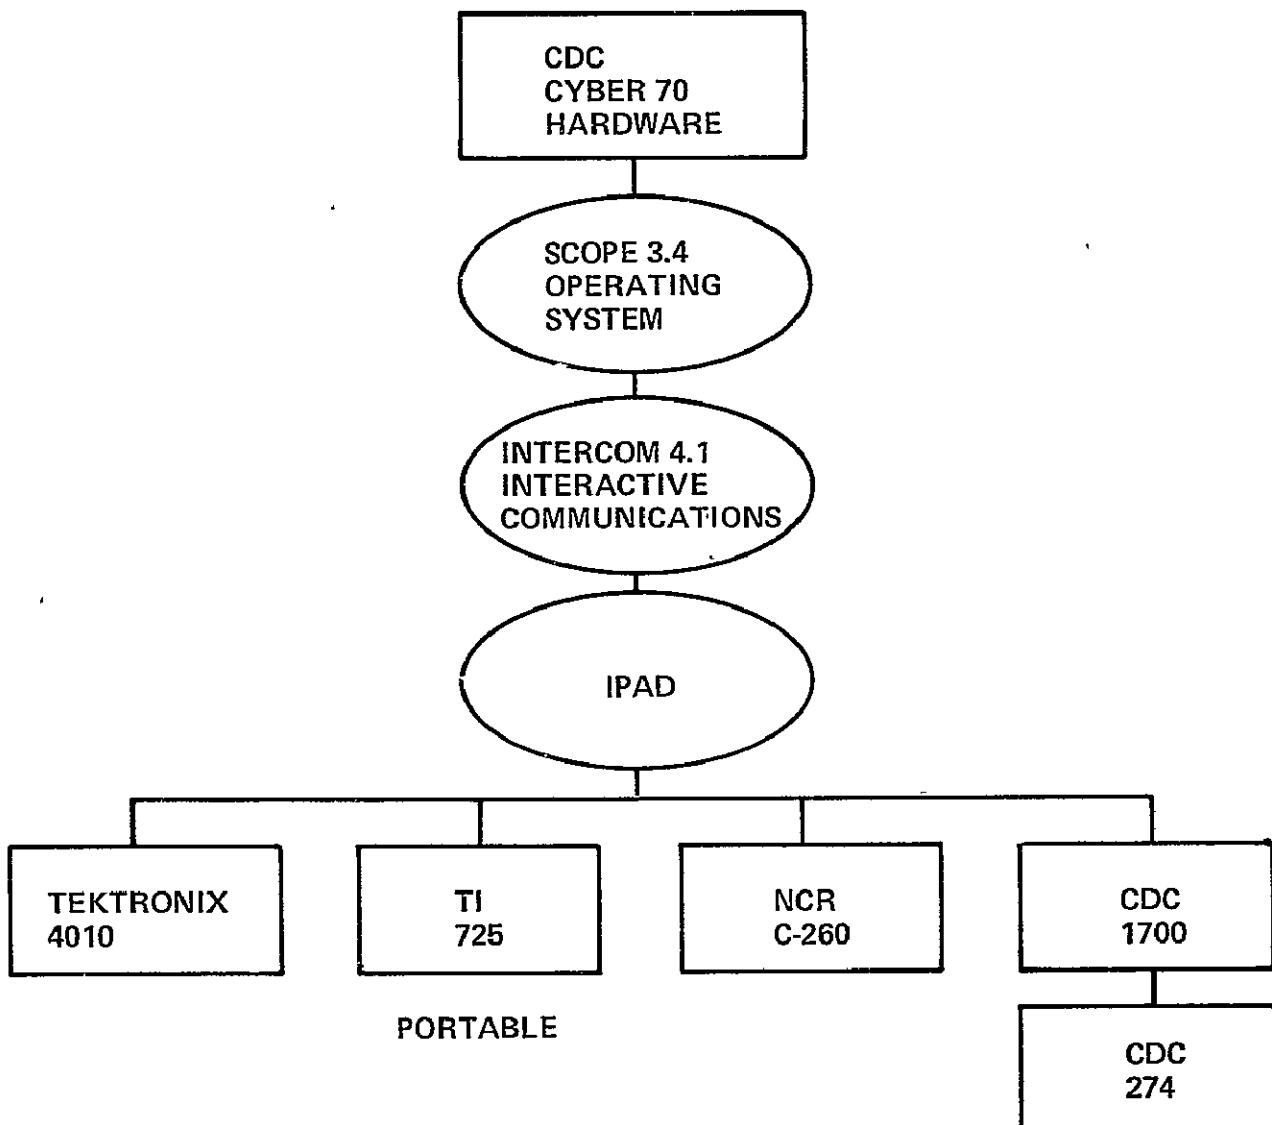 CDC
CYBER 70
HARDWARE
SCOPE 3.4
OPERATING
SYSTEM
INTERCOM 4.1
INTERACTIVE
COMMUNICATIONS
IPAD
TEKTRONIX
4010
TI
725
NCR
C-260
CDC
1700
PORTABLE
CDC
274